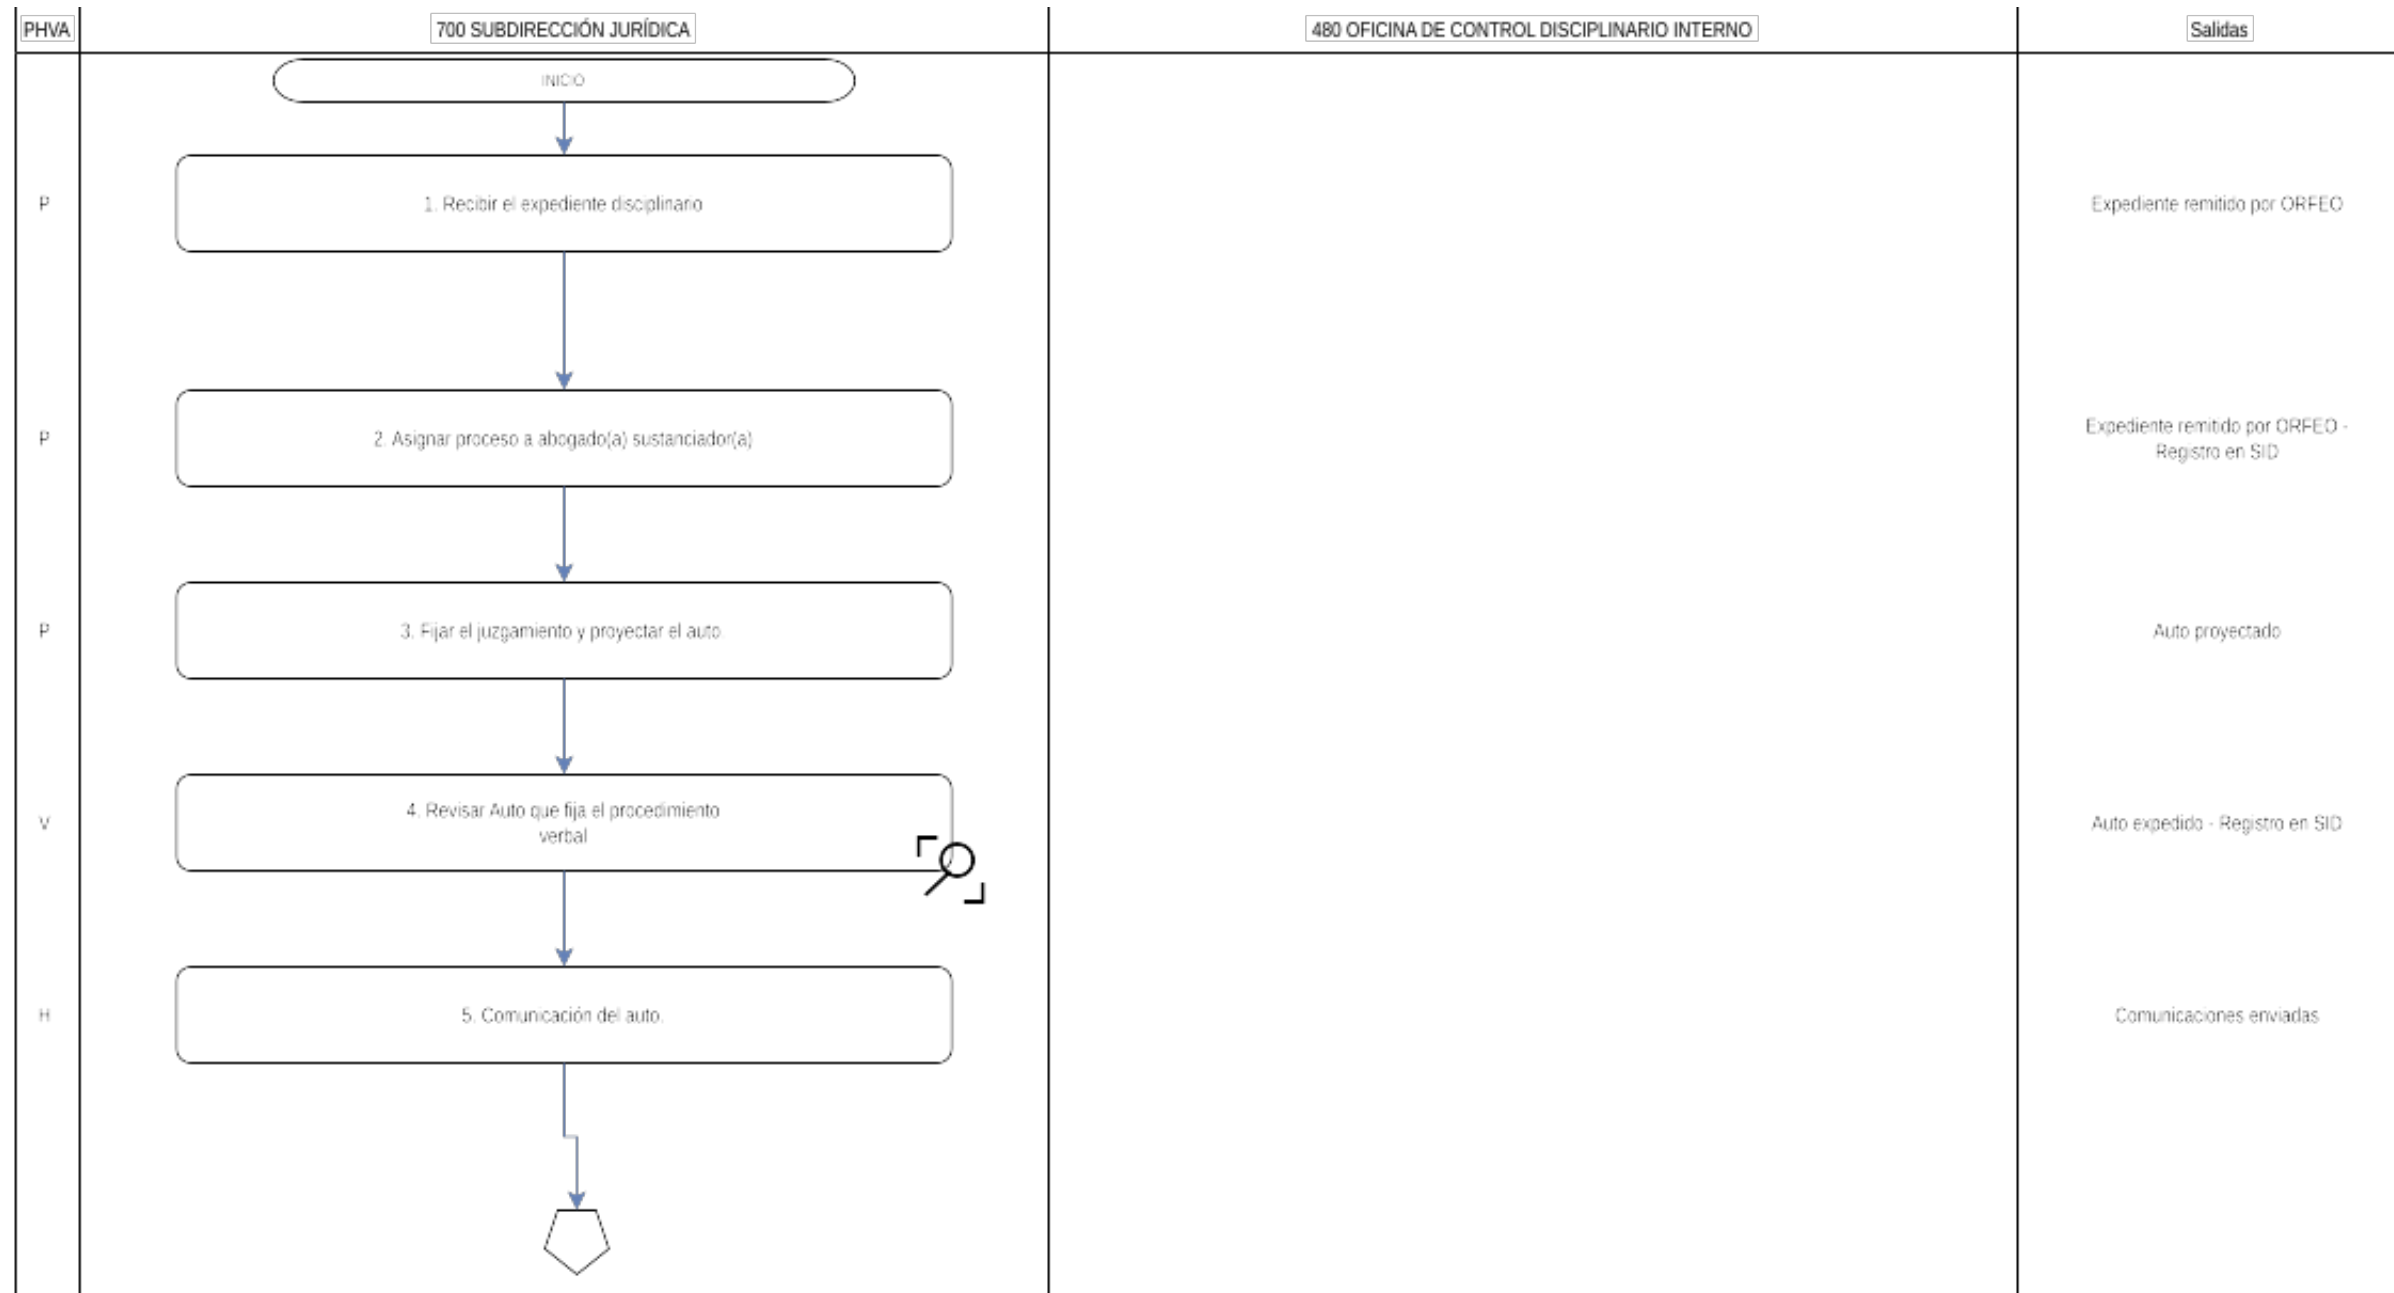 PHVA
700 SUBDIRECCIÓN JURÍDICA
480 OFICINA DE CONTROL DISCIPLINARIO INTERNO
Salidas
INICIO
P
1. Recibir el expediente disciplinario
Expediente remitido por ORFEO
P
2. Asignar proceso a abogado(a) sustanciador(a)
Expediente remitido por ORFEO -
Registro en SID
P
3. Fijar el juzgamiento y proyectar el auto
Auto proyectado
V
4. Revisar Auto que fija el procedimiento
verbal
Auto expedido - Registro en SID
H
5. Comunicación del auto.
Comunicaciones enviadas